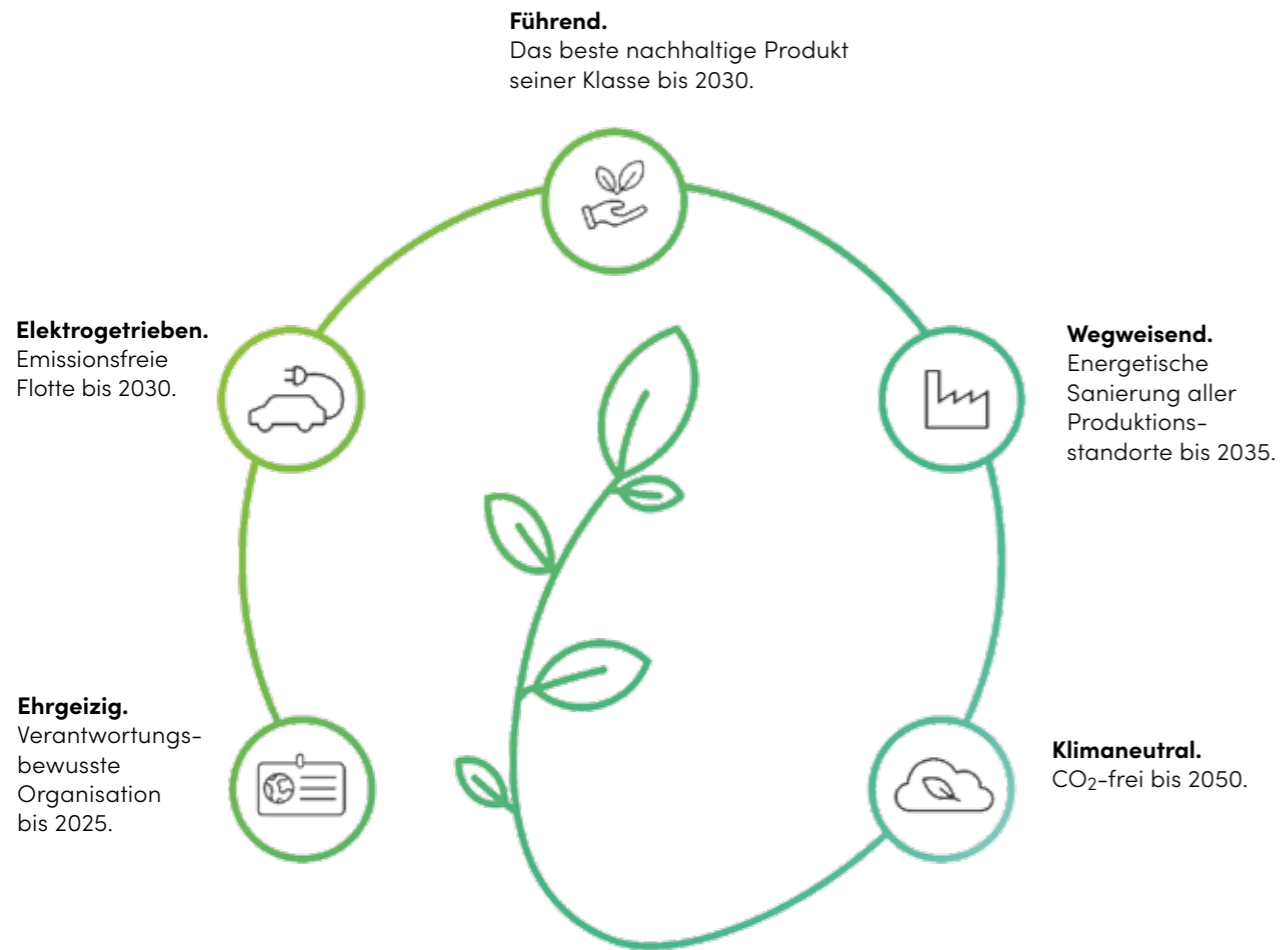 Führend.
Das beste nachhaltige Produkt
seiner Klasse bis 2030.
Elektrogetrieben.
Emissionsfreie
Flotte bis 2030.
Wegweisend.
Energetische
Sanierung aller
Produktions-
standorte bis 2035.
Ehrgeizig.
Verantwortungs-
bewusste
Organisation
bis 2025.
Klimaneutral.
CO₂-frei bis 2050.